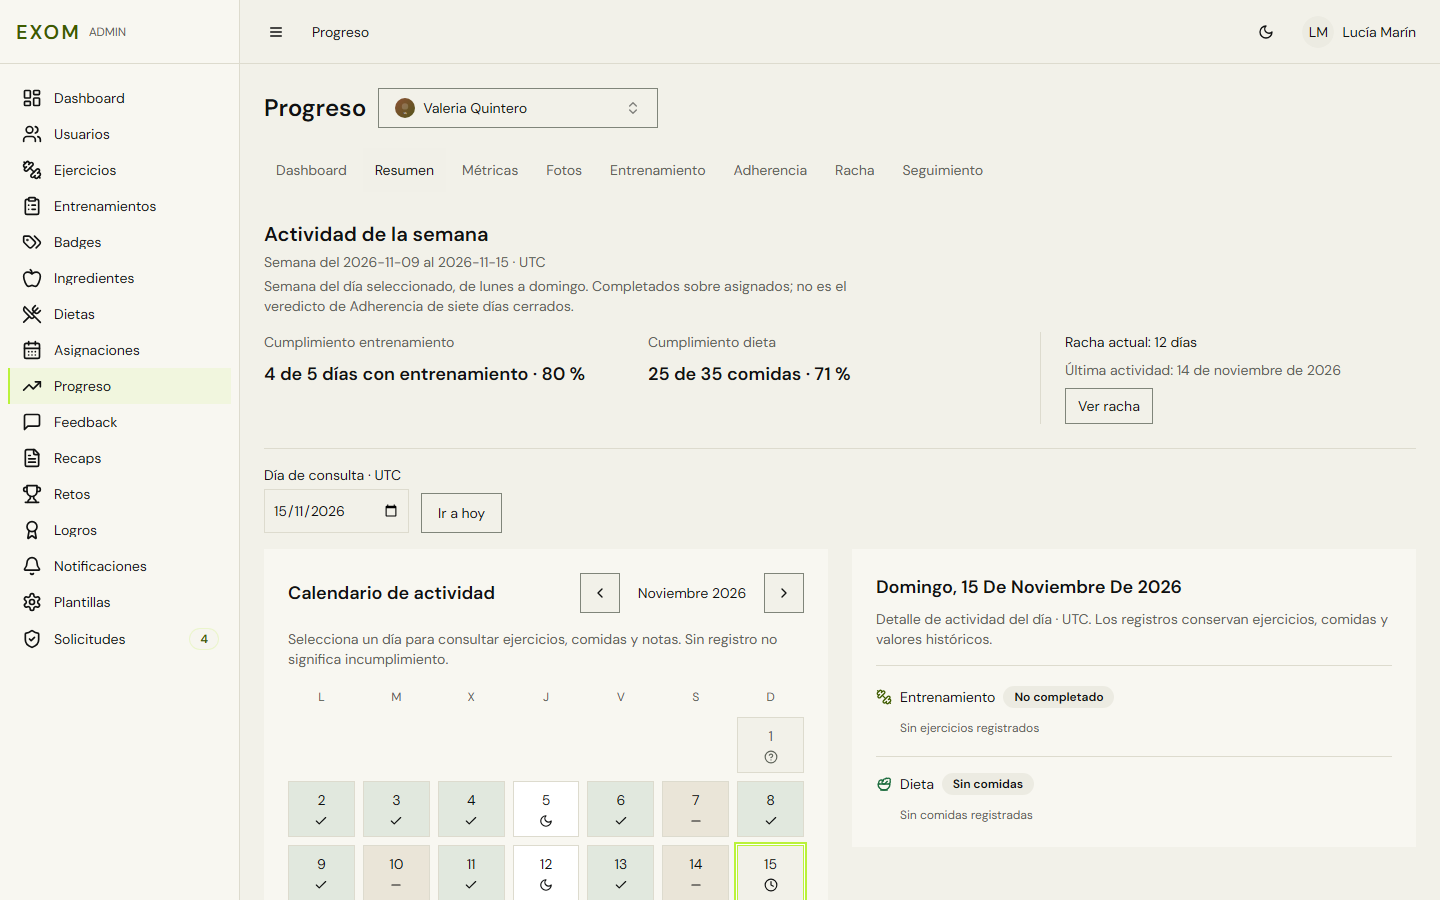 EXOM ADMIN
Dashboard
Usuarios
Ejercicios
Entrenamientos
Badges
Ingredientes
Dietas
Asignaciones
Progreso
Feedback
Recaps
Retos
Logros
Notificaciones
Plantillas
Solicitudes 4
Progreso
LM Lucía Marín
Progreso Valeria Quintero
Dashboard Resumen Métricas Fotos Entrenamiento Adherencia Racha Seguimiento
Actividad de la semana
Semana del 2026-11-09 al 2026-11-15 · UTC
Semana del día seleccionado, de lunes a domingo. Completados sobre asignados; no es el
veredicto de Adherencia de siete días cerrados.
Cumplimiento entrenamiento
4 de 5 días con entrenamiento · 80 %
Cumplimiento dieta
25 de 35 comidas · 71 %
Racha actual: 12 días
Última actividad: 14 de noviembre de 2026
Ver racha
Día de consulta · UTC
15/11/2026 Ir a hoy
Calendario de actividad Noviembre 2026
Selecciona un día para consultar ejercicios, comidas y notas. Sin registro no
significa incumplimiento.
L M X J V S D
1
2 3 4 5 6 7 8
9 10 11 12 13 14 15
Domingo, 15 De Noviembre De 2026
Detalle de actividad del día · UTC. Los registros conservan ejercicios, comidas y
valores históricos.
Entrenamiento No completado
Sin ejercicios registrados
Dieta Sin comidas
Sin comidas registradas